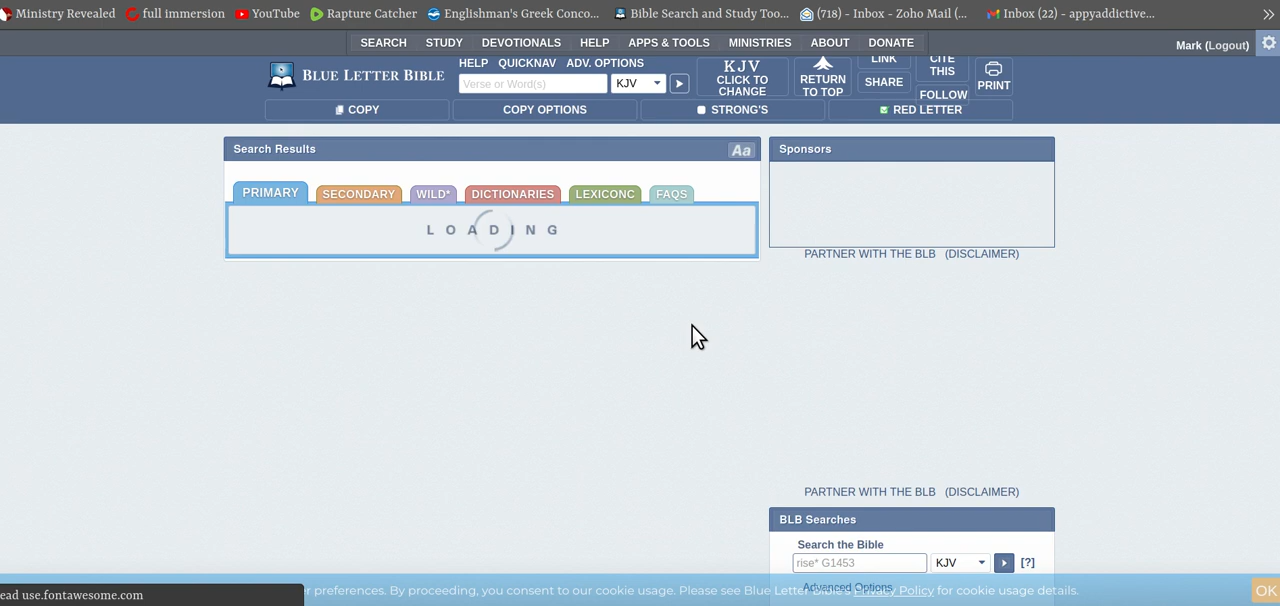 Ministry Revealed full immersion YouTube Rapture Catcher Englishman's Greek Conco... Bible Search and Study Too... (718) - Inbox - Zoho Mail (... Inbox (22) - appyaddictive...
SEARCH STUDY DEVOTIONALS HELP APPS & TOOLS MINISTRIES ABOUT DONATE
Mark (Logout)
BLUE LETTER BIBLE
HELP QUICKNAV ADV. OPTIONS
Verse or Word(s) KJV
KJV
CLICK TO
CHANGE
RETURN
TO TOP
LINK
SHARE
CITE
THIS
FOLLOW
PRINT
COPY COPY OPTIONS STRONG'S RED LETTER
Search Results Aa
PRIMARY SECONDARY WILD* DICTIONARIES LEXICONC FAQS
LOADING
Sponsors
PARTNER WITH THE BLB (DISCLAIMER)
PARTNER WITH THE BLB (DISCLAIMER)
BLB Searches
Search the Bible
rise* G1453 KJV [?]
Advanced Options
er preferences. By proceeding, you consent to our cookie usage. Please see Blue Letter Bible's Privacy Policy for cookie usage details. OK
ead use.fontawesome.com